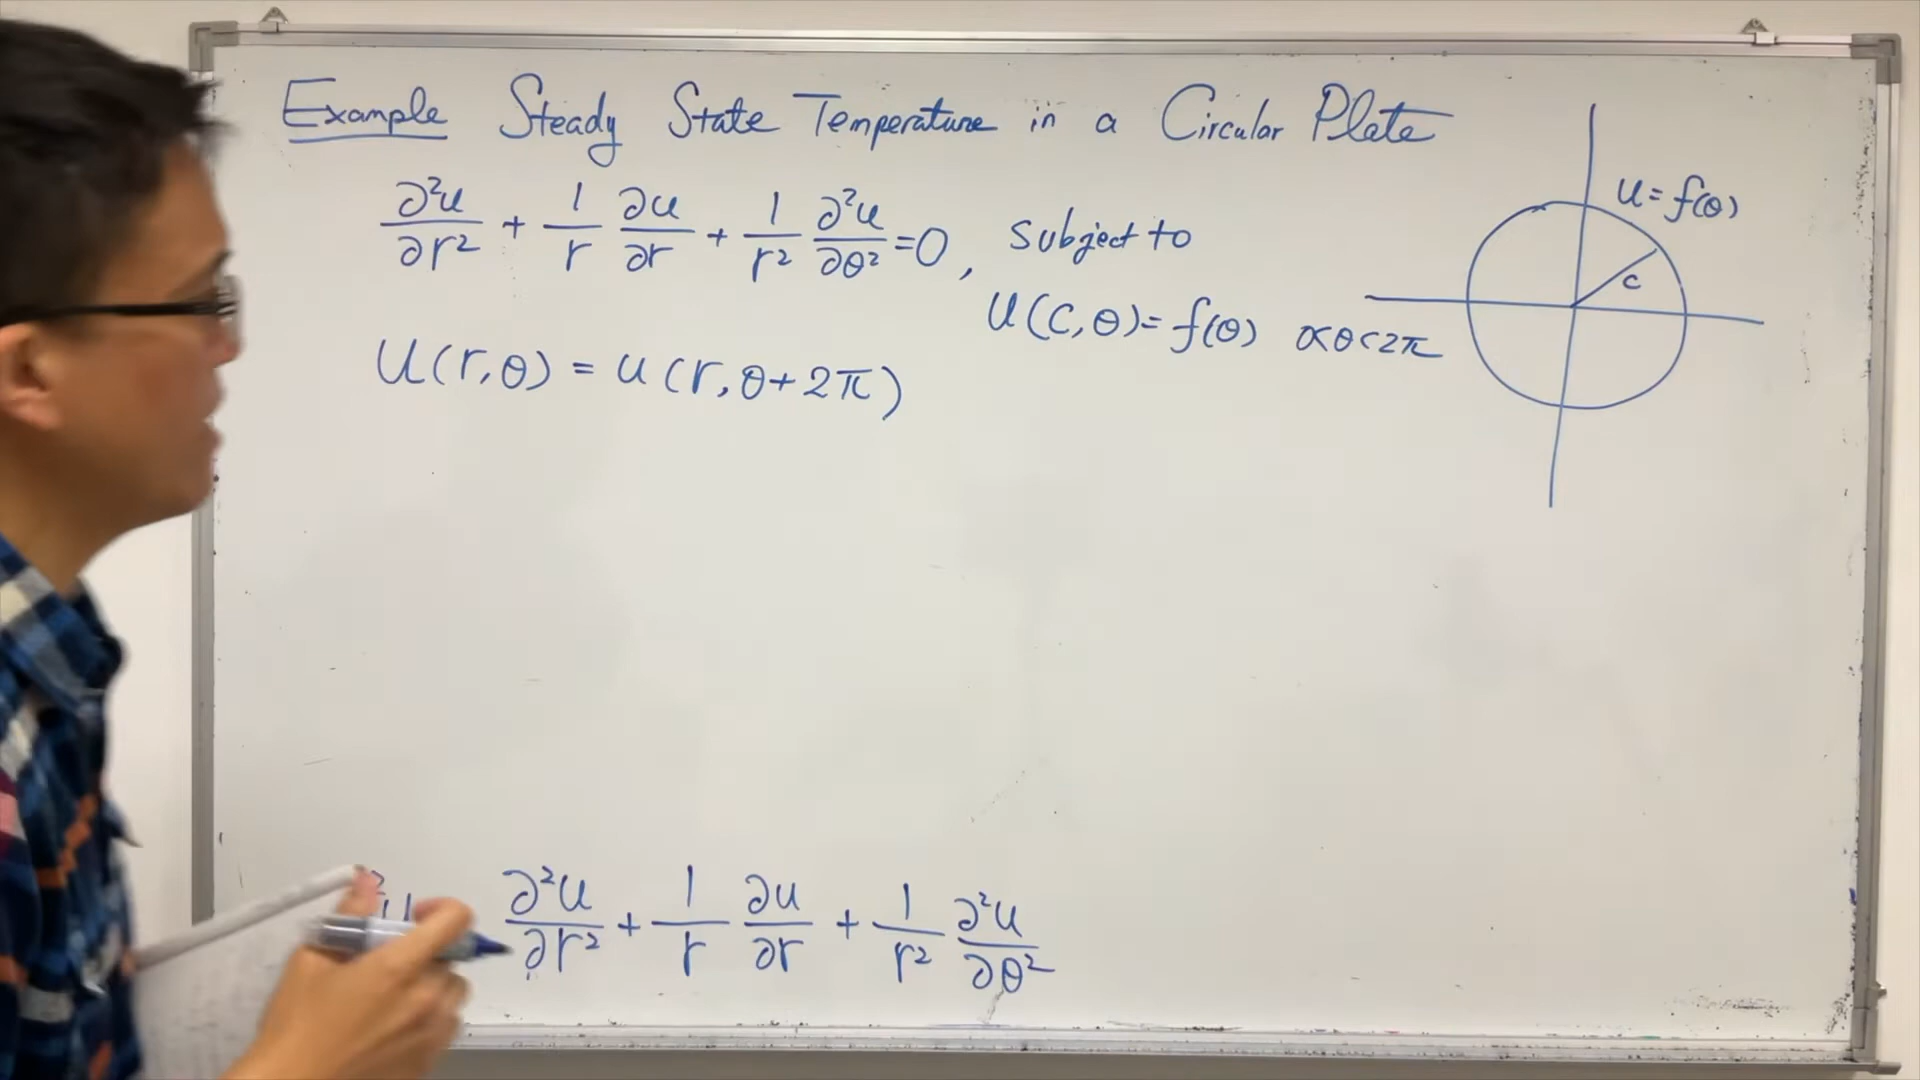 Example Steady State Temperature in a Circular Plate
∂²u/∂r² + 1/r ∂u/∂r + 1/r² ∂²u/∂θ² = 0, subject to
u(c, θ) = f(θ) 0<θ<2π
u(r, θ) = u(r, θ+2π)
u = f(θ)
c
∂²u/∂r² + 1/r ∂u/∂r + 1/r² ∂²u/∂θ²